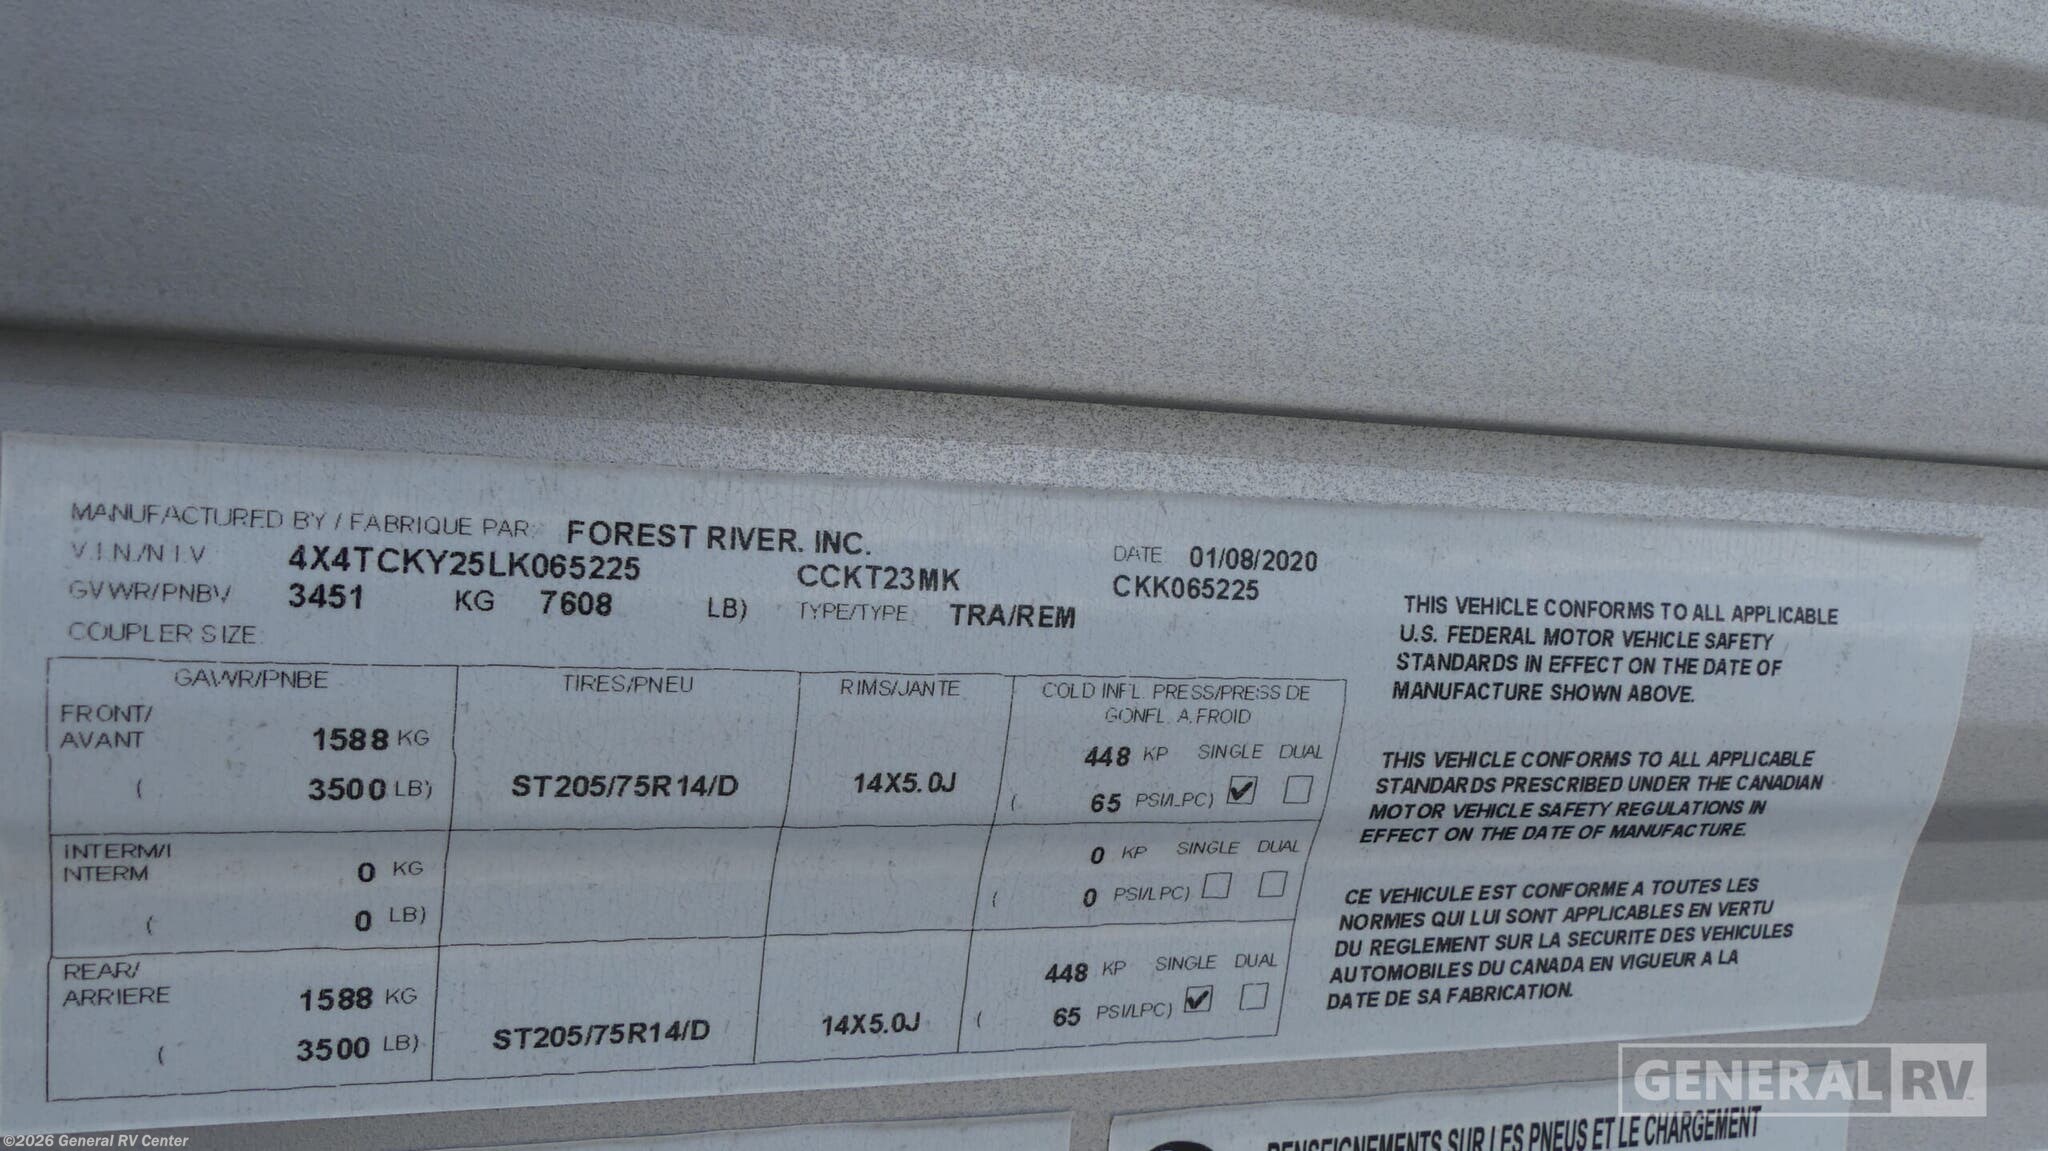 MANUFACTURED BY / FABRIQUE PAR: FOREST RIVER, INC.
DATE 01/08/2020
V.I.N./N.I.V 4X4TCKY25LK065225 CCKT23MK CKK065225
GVWR/PNBV 3451 KG 7608 LB) TYPE/TYPE: TRA/REM
COUPLER SIZE:
GAWR/PNBE TIRES/PNEU RIMS/JANTE COLD INFL. PRESS/PRESS DE
GONFL. A. FROID
FRONT/
AVANT 1588 KG 448 KP SINGLE DUAL
( 3500 LB) ST205/75R14/D 14X5.0J ( 65 PSI/LPC)
INTERM/I
NTERM 0 KG 0 KP SINGLE DUAL
( 0 LB) ( 0 PSI/LPC)
REAR/
ARRIERE 1588 KG 448 KP SINGLE DUAL
( 3500 LB) ST205/75R14/D 14X5.0J ( 65 PSI/LPC)
THIS VEHICLE CONFORMS TO ALL APPLICABLE
U.S. FEDERAL MOTOR VEHICLE SAFETY
STANDARDS IN EFFECT ON THE DATE OF
MANUFACTURE SHOWN ABOVE.
THIS VEHICLE CONFORMS TO ALL APPLICABLE
STANDARDS PRESCRIBED UNDER THE CANADIAN
MOTOR VEHICLE SAFETY REGULATIONS IN
EFFECT ON THE DATE OF MANUFACTURE.
CE VEHICULE EST CONFORME A TOUTES LES
NORMES QUI LUI SONT APPLICABLES EN VERTU
DU REGLEMENT SUR LA SECURITE DES VEHICULES
AUTOMOBILES DU CANADA EN VIGUEUR A LA
DATE DE SA FABRICATION.
GENERAL RV
RENSEIGNEMENTS SUR LES PNEUS ET LE CHARGEMENT
©2026 General RV Center